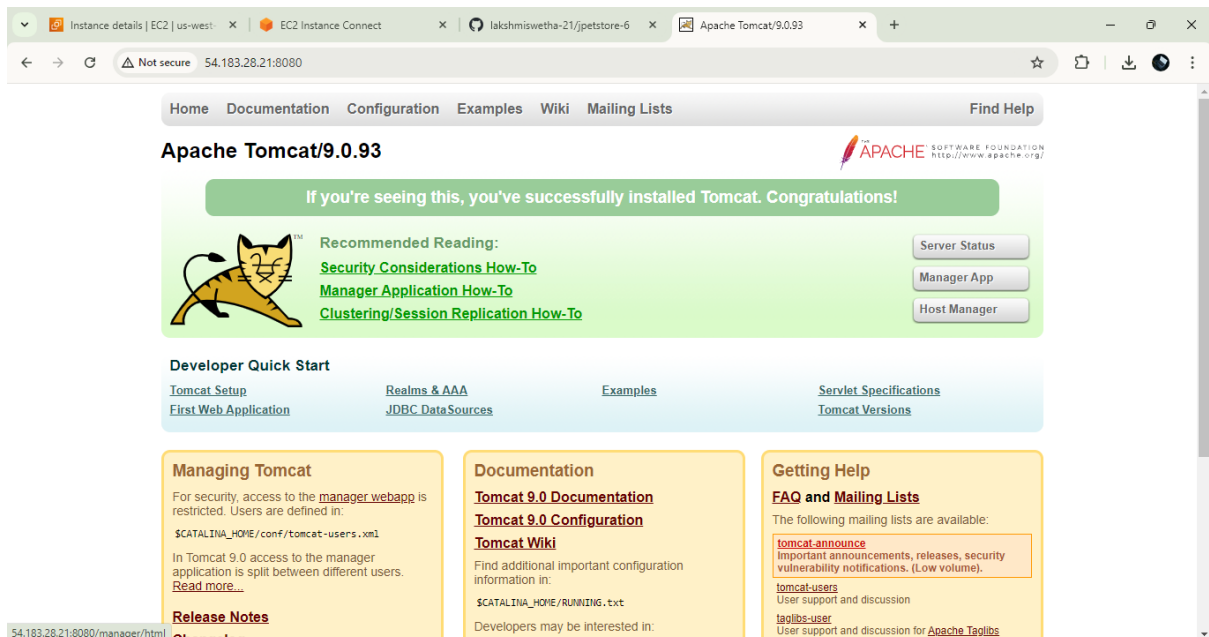 Instance details | EC2 | us-west-
EC2 Instance Connect
lakshmiswetha-21/jpetstore-6
Apache Tomcat/9.0.93
Not secure 54.183.28.21:8080
Home Documentation Configuration Examples Wiki Mailing Lists Find Help
Apache Tomcat/9.0.93
THE APACHE SOFTWARE FOUNDATION
http://www.apache.org/
If you're seeing this, you've successfully installed Tomcat. Congratulations!
TM
Recommended Reading:
Security Considerations How-To
Manager Application How-To
Clustering/Session Replication How-To
Server Status
Manager App
Host Manager
Developer Quick Start
Tomcat Setup
First Web Application
Realms & AAA
JDBC DataSources
Examples
Servlet Specifications
Tomcat Versions
Managing Tomcat
For security, access to the manager webapp is
restricted. Users are defined in:
$CATALINA_HOME/conf/tomcat-users.xml
In Tomcat 9.0 access to the manager
application is split between different users.
Read more...
Release Notes
Documentation
Tomcat 9.0 Documentation
Tomcat 9.0 Configuration
Tomcat Wiki
Find additional important configuration
information in:
$CATALINA_HOME/RUNNING.txt
Developers may be interested in:
Getting Help
FAQ and Mailing Lists
The following mailing lists are available:
tomcat-announce
Important announcements, releases, security
vulnerability notifications. (Low volume).
tomcat-users
User support and discussion
taglibs-user
User support and discussion for Apache Taglibs
54.183.28.21:8080/manager/html